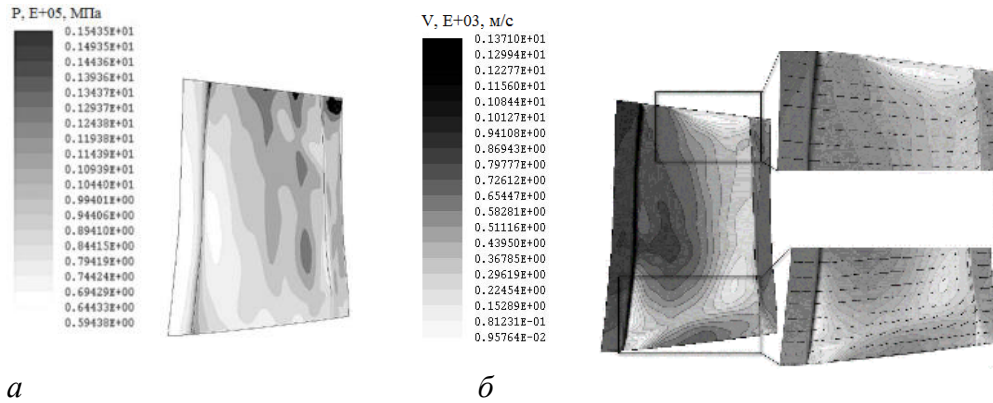 P, E+05, МПа
0.15435E+01
0.14935E+01
0.14436E+01
0.13936E+01
0.13437E+01
0.12937E+01
0.12438E+01
0.11938E+01
0.11439E+01
0.10939E+01
0.10440E+01
0.99401E+00
0.94406E+00
0.89410E+00
0.84415E+00
0.79419E+00
0.74424E+00
0.69429E+00
0.64433E+00
0.59438E+00
V, E+03, м/с
0.13710E+01
0.12994E+01
0.12277E+01
0.11560E+01
0.10844E+01
0.10127E+01
0.94108E+00
0.86943E+00
0.79777E+00
0.72612E+00
0.65447E+00
0.58281E+00
0.51116E+00
0.43950E+00
0.36785E+00
0.29619E+00
0.22454E+00
0.15289E+00
0.81231E-01
0.95764E-02
а
б